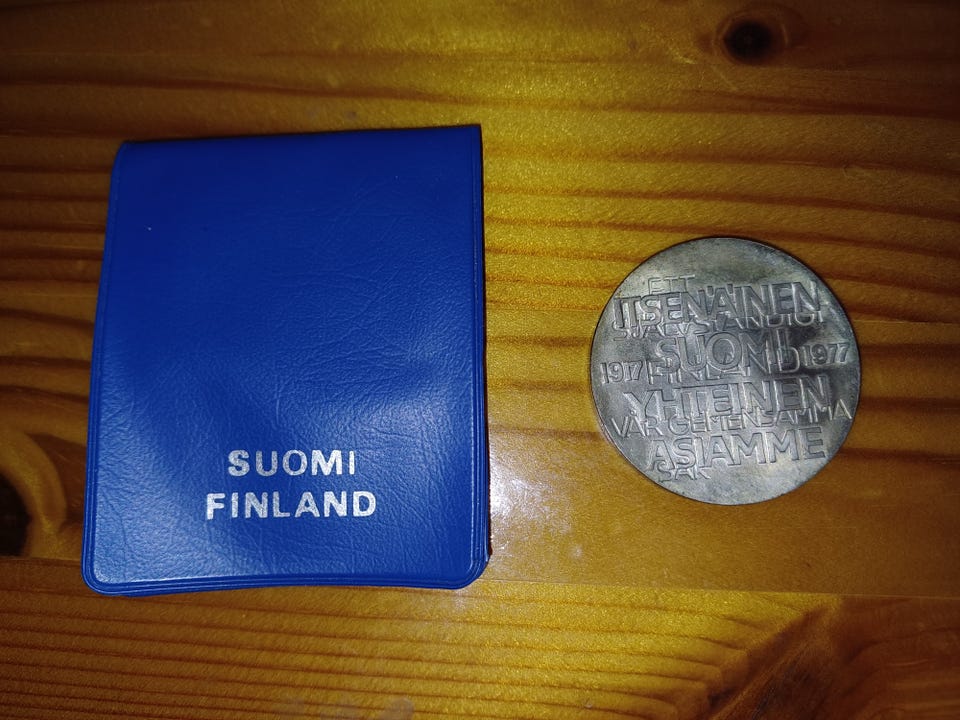 SUOMI
FINLAND
ETT
ITSENÄINEN
SJÄLVSTÄNDIGT
SUOMI
1917 FINLAND 1977
YHTEINEN
VÅR GEMENSAMMA
ASIAMME
SAK